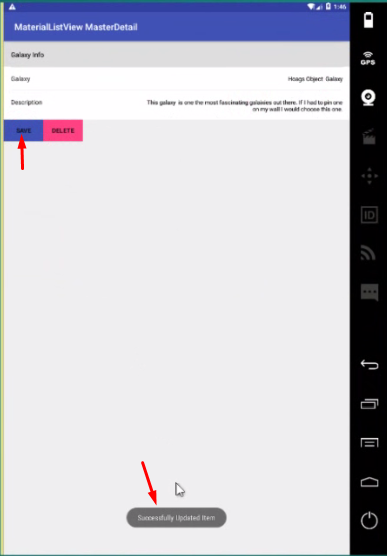 1:46
MaterialListView MasterDetail
Galaxy Info
Galaxy
Hoags Object Galaxy
Description
This galaxy is one the most fascinating galaxies out there. If I had to pin one
on my wall I would choose this one.
SAVE DELETE
Successfully Updated Item
GPS
ID